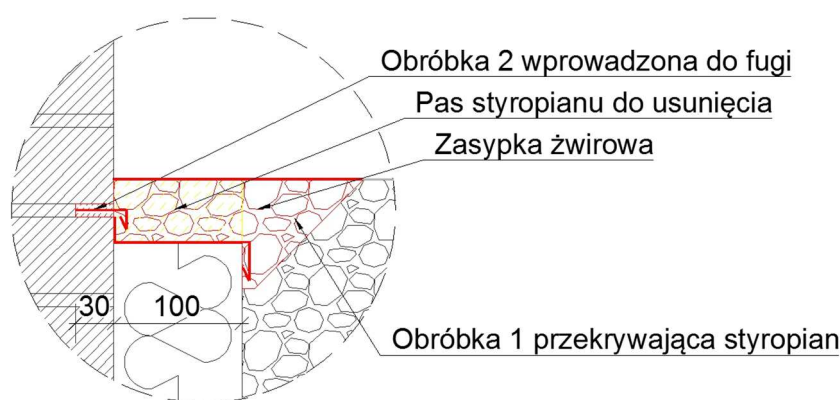 Obróbka 2 wprowadzona do fugi
Pas styropianu do usunięcia
Zasypka żwirowa
30 100
Obróbka 1 przekrywająca styropian